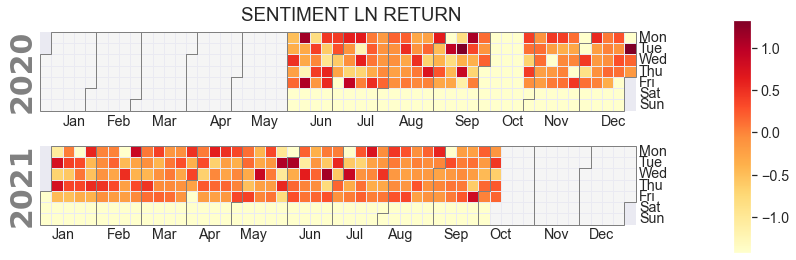 SENTIMENT LN RETURN
2020
Mon
Tue
Wed
Thu
Fri
Sat
Sun
Jan Feb Mar Apr May Jun Jul Aug Sep Oct Nov Dec
2021
Mon
Tue
Wed
Thu
Fri
Sat
Sun
Jan Feb Mar Apr May Jun Jul Aug Sep Oct Nov Dec
1.0
0.5
0.0
−0.5
−1.0